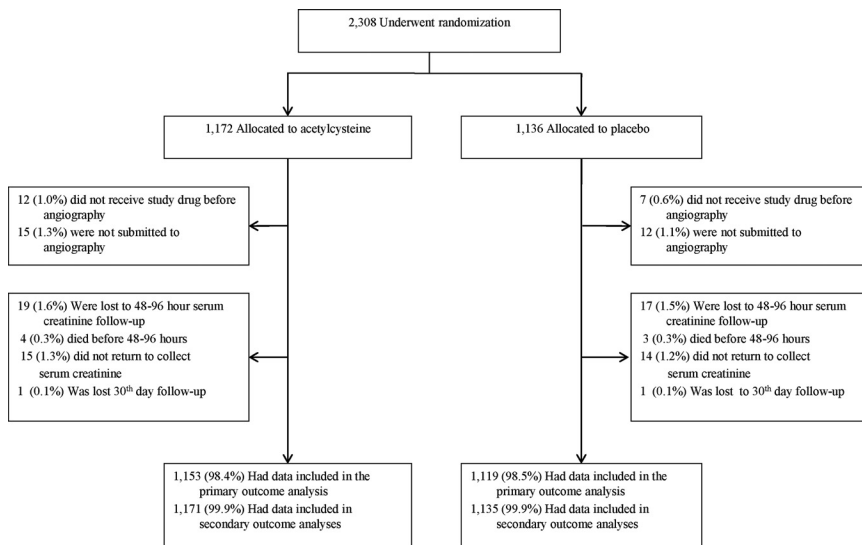 2,308 Underwent randomization
1,172 Allocated to acetylcysteine
1,136 Allocated to placebo
12 (1.0%) did not receive study drug before
angiography
15 (1.3%) were not submitted to
angiography
7 (0.6%) did not receive study drug before
angiography
12 (1.1%) were not submitted to
angiography
19 (1.6%) Were lost to 48-96 hour serum
creatinine follow-up
4 (0.3%) died before 48-96 hours
15 (1.3%) did not return to collect
serum creatinine
1 (0.1%) Was lost 30th day follow-up
17 (1.5%) Were lost to 48-96 hour serum
creatinine follow-up
3 (0.3%) died before 48-96 hours
14 (1.2%) did not return to collect
serum creatinine
1 (0.1%) Was lost to 30th day follow-up
1,153 (98.4%) Had data included in the
primary outcome analysis
1,171 (99.9%) Had data included in
secondary outcome analyses
1,119 (98.5%) Had data included in the
primary outcome analysis
1,135 (99.9%) Had data included in
secondary outcome analyses